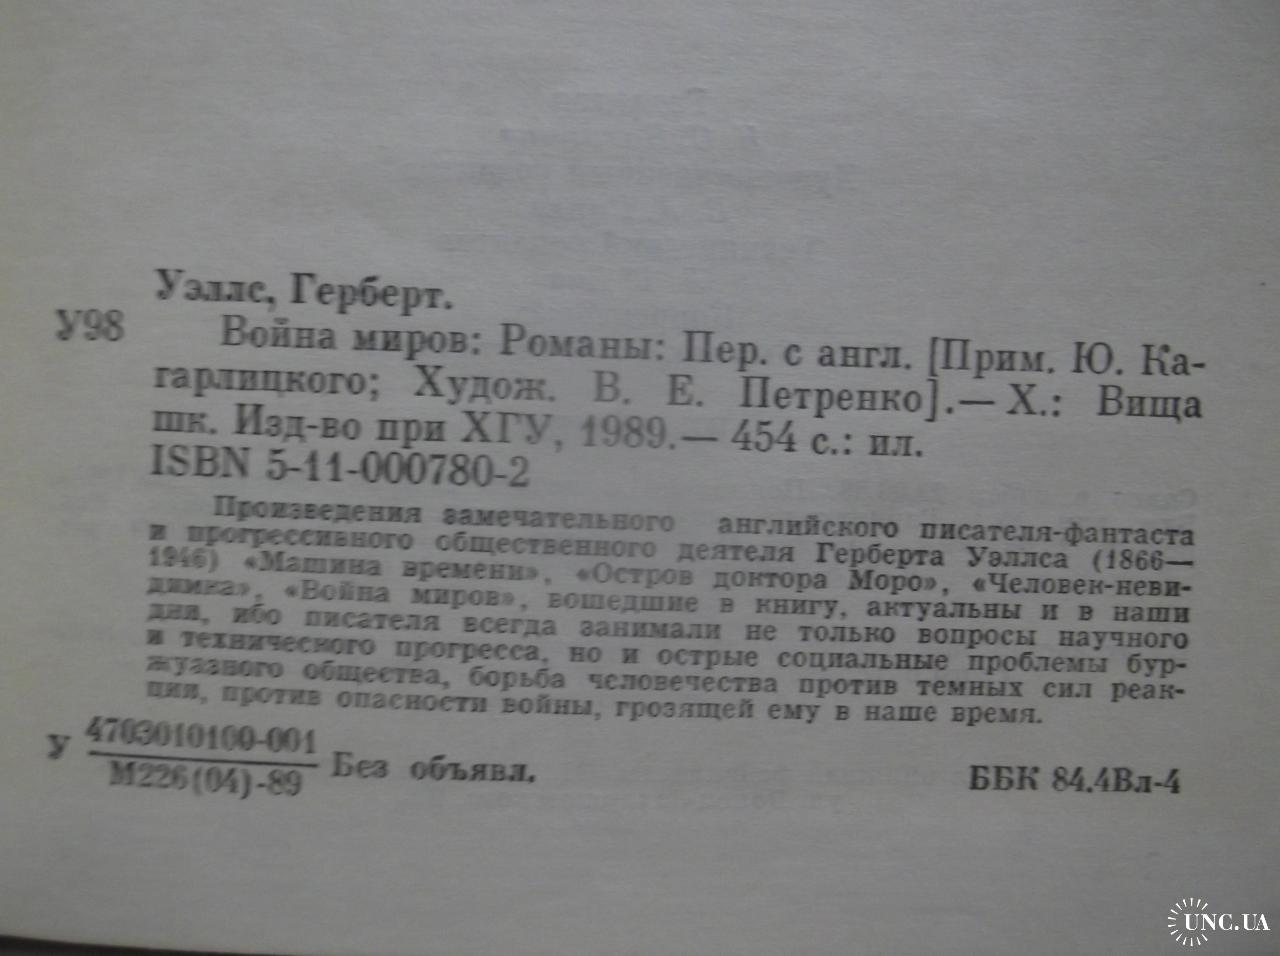 Уэллс, Герберт.
У98
Война миров: Романы: Пер. с англ. [Прим. Ю. Ка-
гарлицкого; Худож. В. Е. Петренко].— Х.: Вища
шк. Изд-во при ХГУ, 1989.— 454 с.: ил.
ISBN 5-11-000780-2
Произведения замечательного английского писателя-фантаста
и прогрессивного общественного деятеля Герберта Уэллса (1866—
1946) «Машина времени», «Остров доктора Моро», «Человек-неви-
димка», «Война миров», вошедшие в книгу, актуальны и в наши
дни, ибо писателя всегда занимали не только вопросы научного
и технического прогресса, но и острые социальные проблемы бур-
жуазного общества, борьба человечества против темных сил реак-
ции, против опасности войны, грозящей ему в наше время.
У 4703010100-001
М226(04)-89
Без объявл.
ББК 84.4Вл-4
UNC.UA